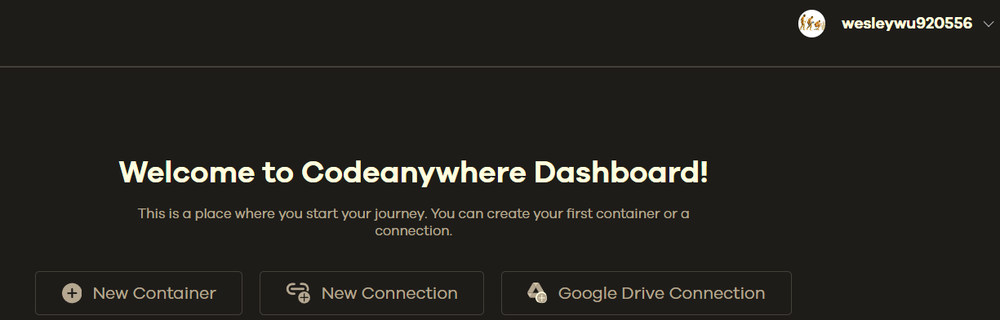 wesleywu920556
Welcome to Codeanywhere Dashboard!
This is a place where you start your journey. You can create your first container or a
connection.
New Container
New Connection
Google Drive Connection